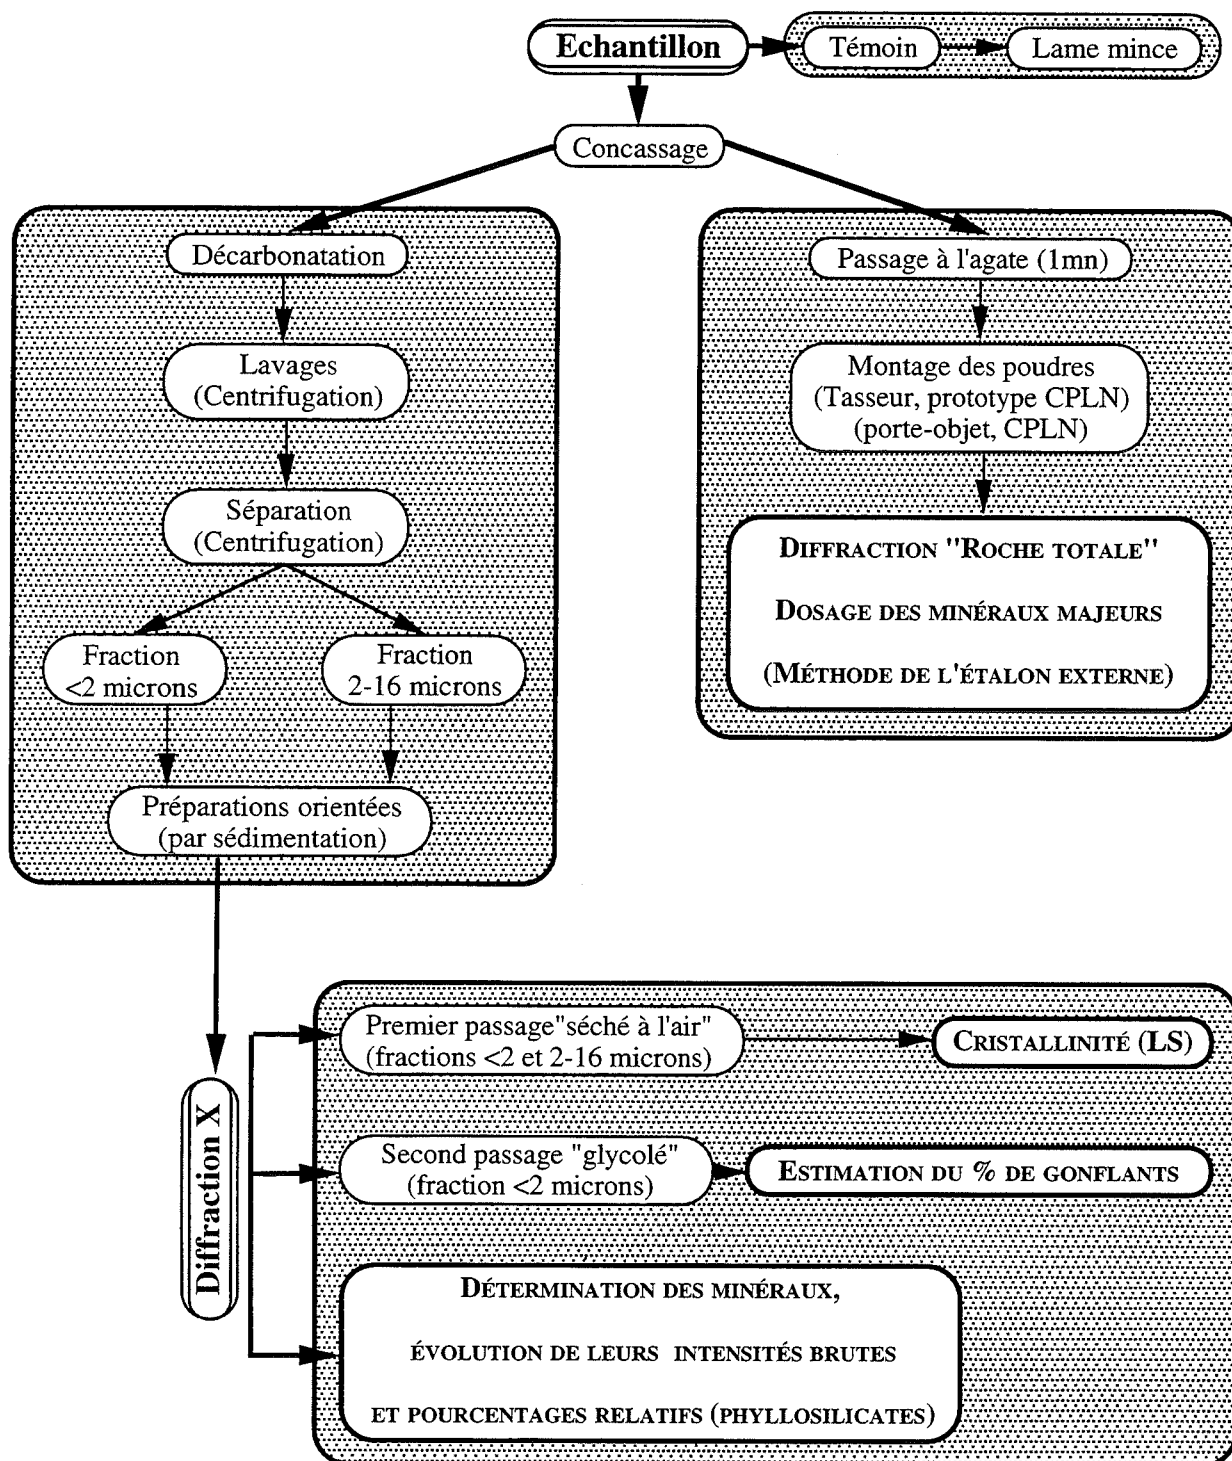 Echantillon
Témoin
Lame mince
Concassage
Décarbonatation
Lavages
(Centrifugation)
Séparation
(Centrifugation)
Fraction
<2 microns
Fraction
2-16 microns
Préparations orientées
(par sédimentation)
Passage à l'agate (1mn)
Montage des poudres
(Tasseur, prototype CPLN)
(porte-objet, CPLN)
DIFFRACTION "ROCHE TOTALE"
DOSAGE DES MINÉRAUX MAJEURS
(MÉTHODE DE L'ÉTALON EXTERNE)
Diffraction X
Premier passage"séché à l'air"
(fractions <2 et 2-16 microns)
CRISTALLINITÉ (LS)
Second passage "glycolé"
(fraction <2 microns)
ESTIMATION DU % DE GONFLANTS
DÉTERMINATION DES MINÉRAUX,
ÉVOLUTION DE LEURS INTENSITÉS BRUTES
ET POURCENTAGES RELATIFS (PHYLLOSILICATES)